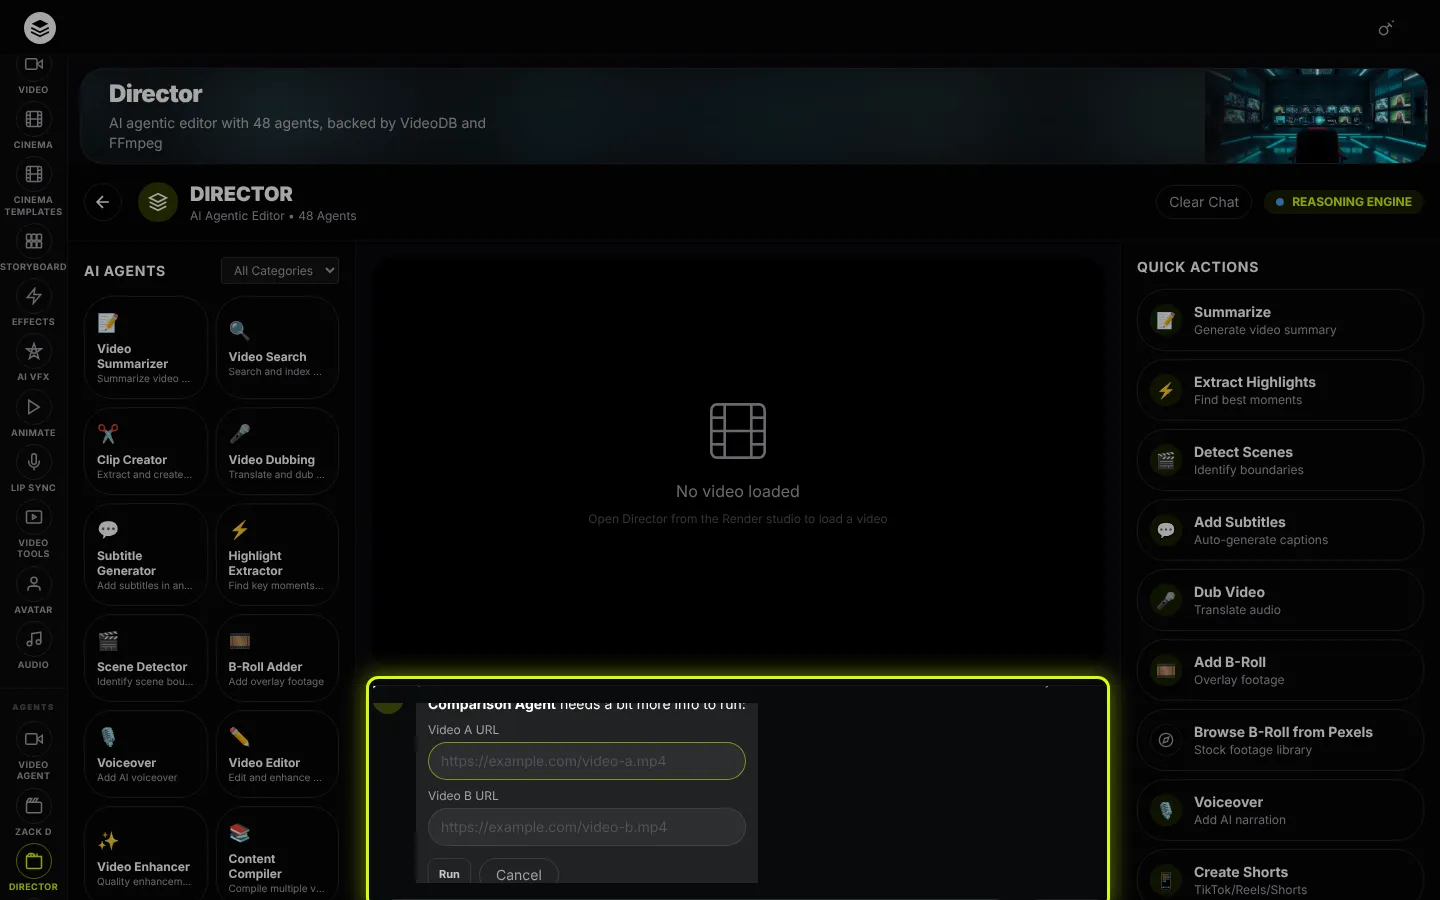 Director
AI agentic editor with 48 agents, backed by VideoDB and
FFmpeg
DIRECTOR
AI Agentic Editor • 48 Agents
Clear Chat
REASONING ENGINE
VIDEO
CINEMA
CINEMA
TEMPLATES
STORYBOARD
EFFECTS
AI VFX
ANIMATE
LIP SYNC
VIDEO
TOOLS
AVATAR
AUDIO
AGENTS
VIDEO
AGENT
ZACK D
DIRECTOR
AI AGENTS
All Categories
Video
Summarizer
Summarize video ...
Video Search
Search and index ...
Clip Creator
Extract and create...
Video Dubbing
Translate and dub ...
Subtitle
Generator
Add subtitles in an...
Highlight
Extractor
Find key moments...
Scene Detector
Identify scene bou...
B-Roll Adder
Add overlay footage
Voiceover
Add AI voiceover
Video Editor
Edit and enhance ...
Video Enhancer
Quality enhancem...
Content
Compiler
Compile multiple v...
No video loaded
Open Director from the Render studio to load a video
Comparison Agent needs a bit more info to run:
Video A URL
https://example.com/video-a.mp4
Video B URL
https://example.com/video-b.mp4
Run
Cancel
QUICK ACTIONS
Summarize
Generate video summary
Extract Highlights
Find best moments
Detect Scenes
Identify boundaries
Add Subtitles
Auto-generate captions
Dub Video
Translate audio
Add B-Roll
Overlay footage
Browse B-Roll from Pexels
Stock footage library
Voiceover
Add AI narration
Create Shorts
TikTok/Reels/Shorts